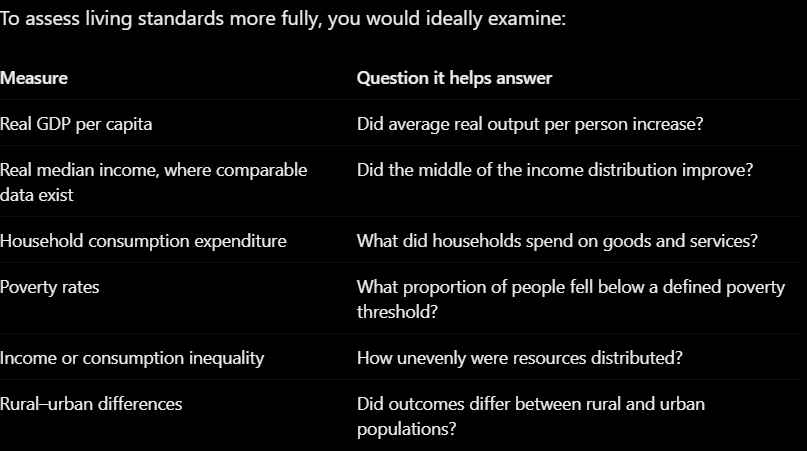 To assess living standards more fully, you would ideally examine:
Measure Question it helps answer
Real GDP per capita Did average real output per person increase?
Real median income, where comparable Did the middle of the income distribution improve?
data exist
Household consumption expenditure What did households spend on goods and services?
Poverty rates What proportion of people fell below a defined poverty
threshold?
Income or consumption inequality How unevenly were resources distributed?
Rural–urban differences Did outcomes differ between rural and urban
populations?